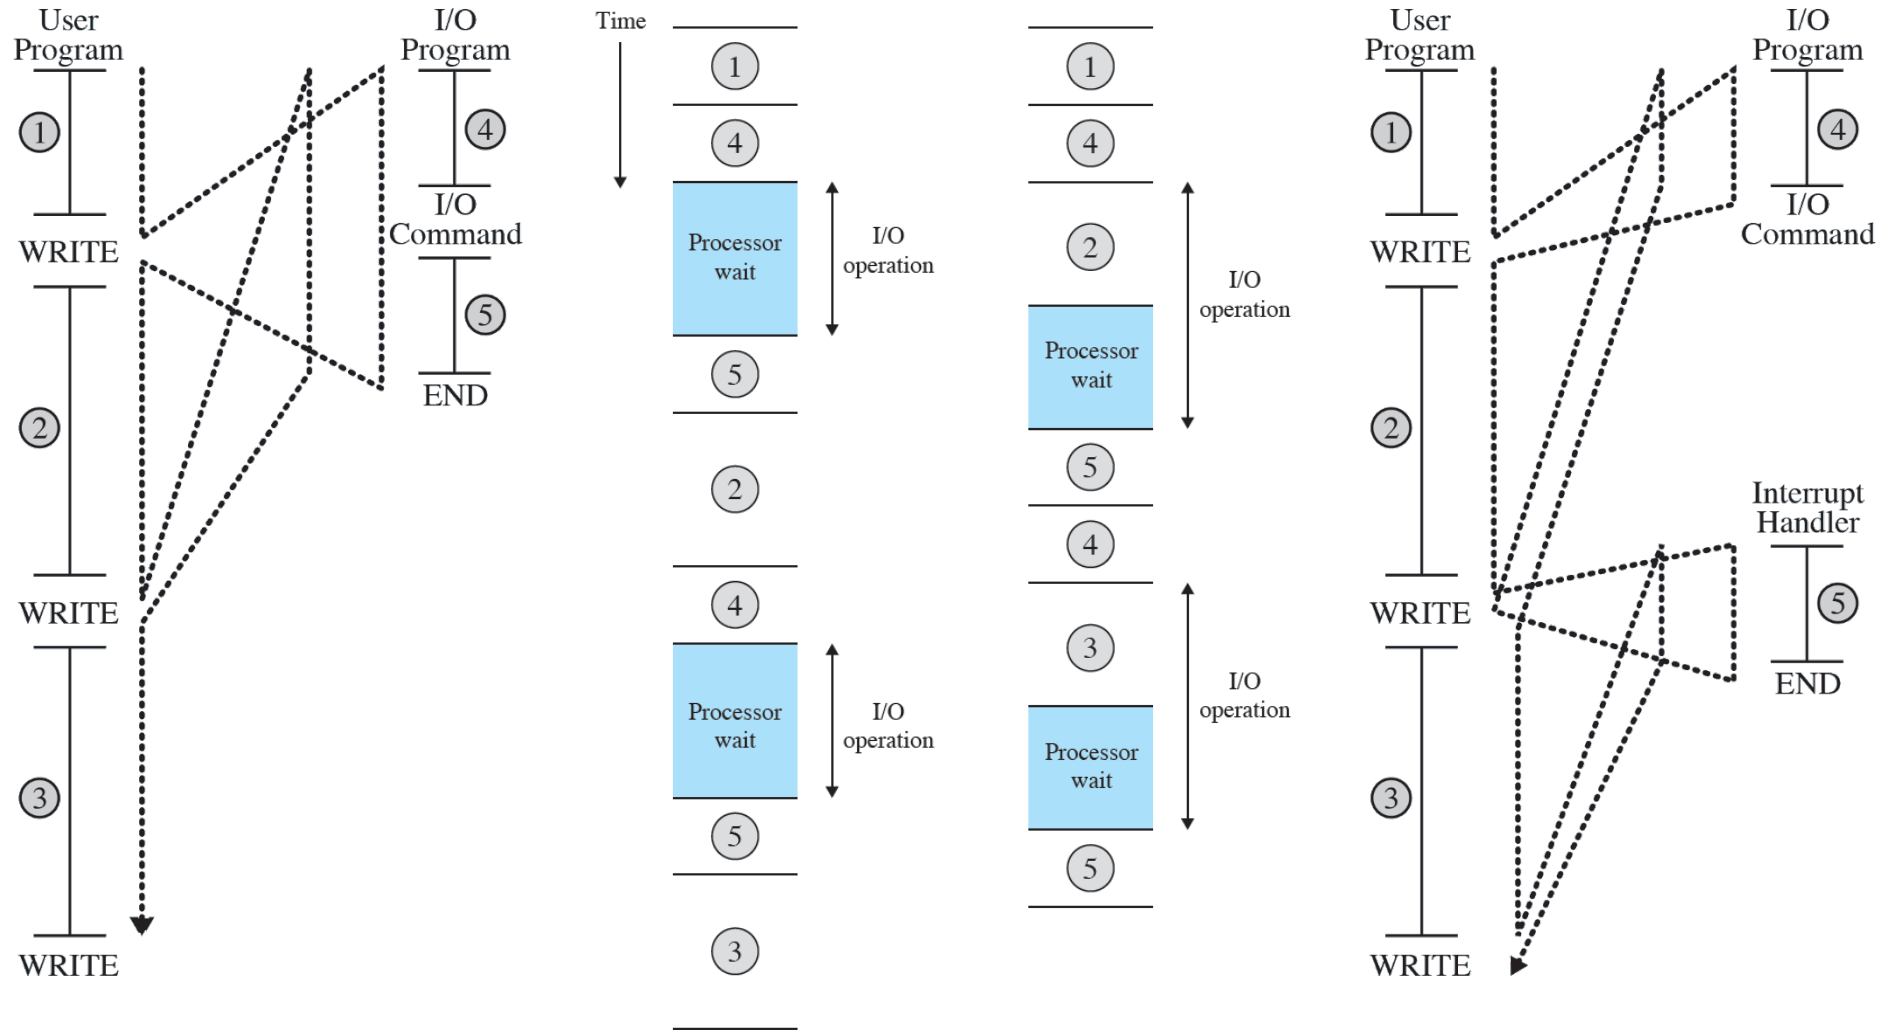 User
Program
I/O
Program
1
4
WRITE
I/O
Command
5
END
2
WRITE
3
WRITE
Time
1
4
Processor
wait
I/O
operation
5
2
4
Processor
wait
I/O
operation
5
3
1
4
2
I/O
operation
Processor
wait
5
4
3
I/O
operation
Processor
wait
5
User
Program
I/O
Program
1
4
WRITE
I/O
Command
2
Interrupt
Handler
WRITE
5
END
3
WRITE